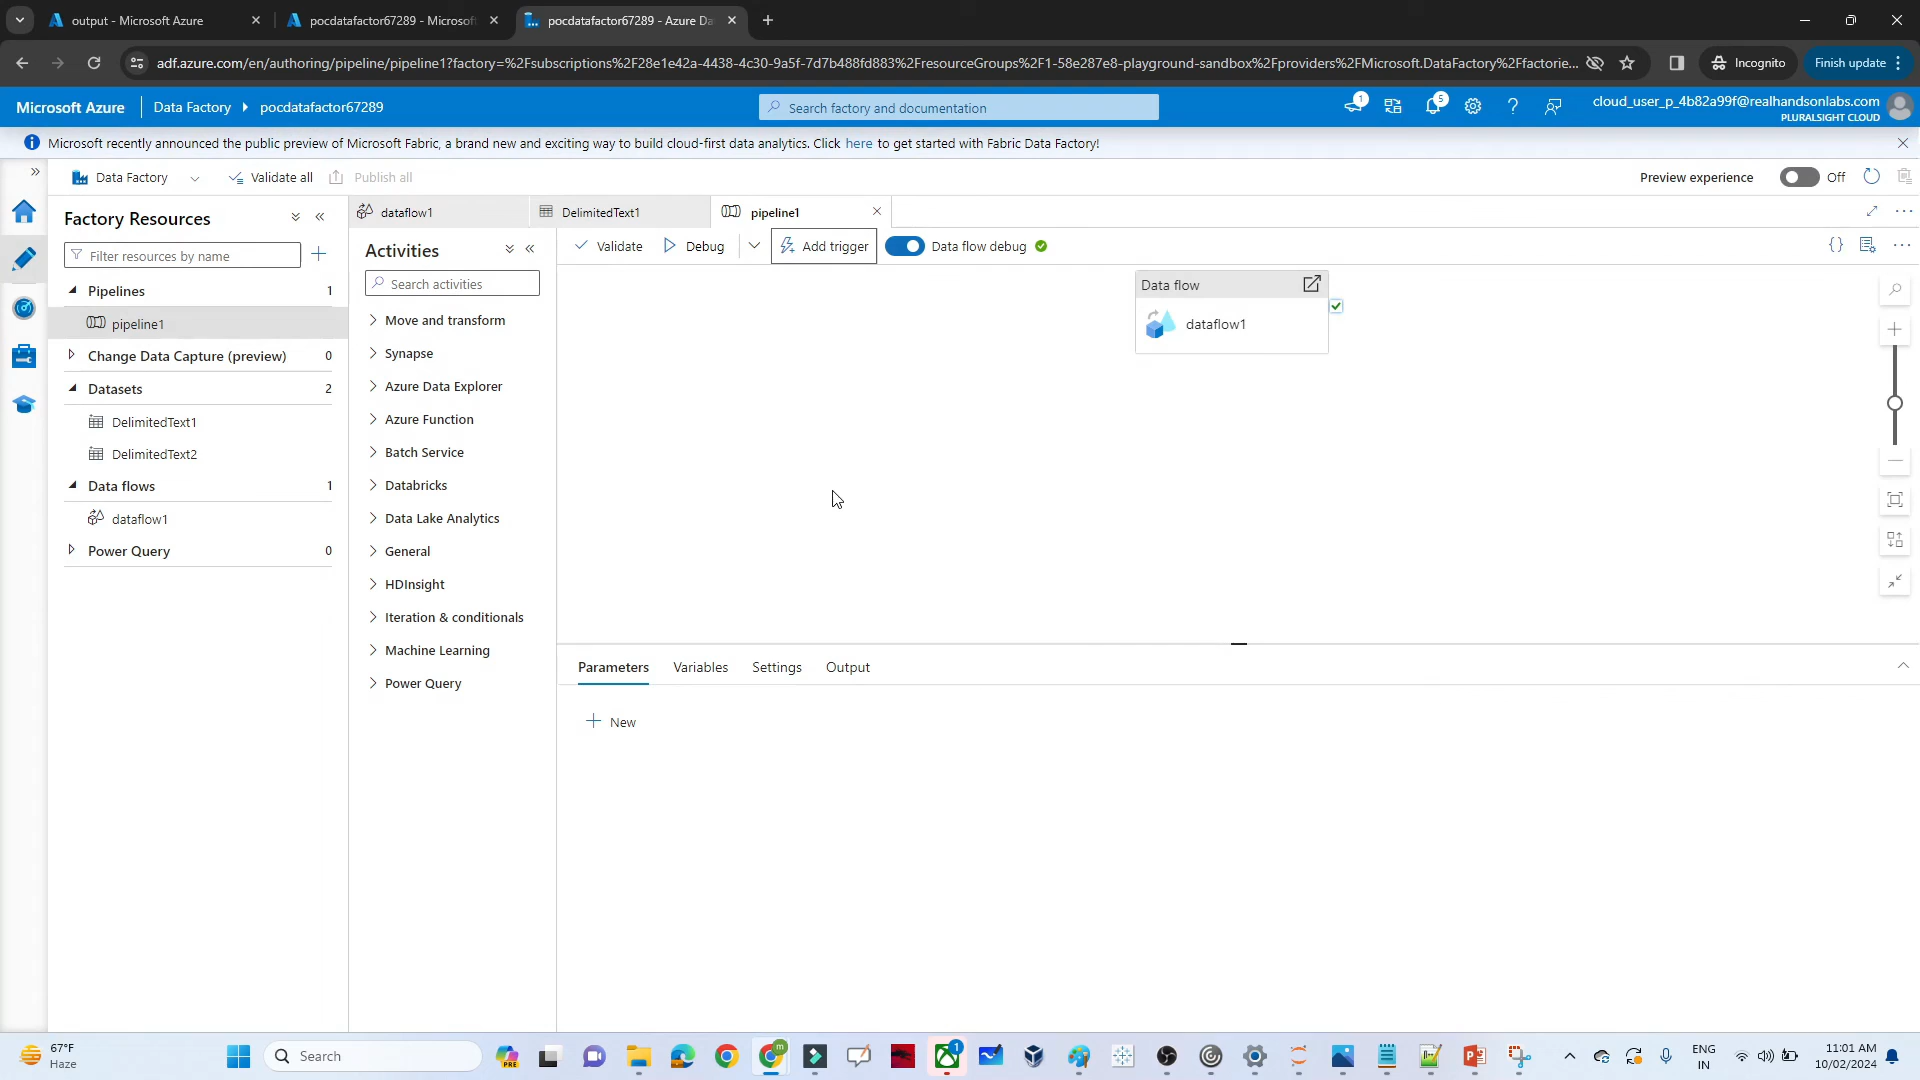 output - Microsoft Azure
pocdatafactor67289 - Microsof
pocdatafactor67289 - Azure Da
adf.azure.com/en/authoring/pipeline/pipeline1?factory=%2Fsubscriptions%2F28e1e42a-4438-4c30-9a5f-7d7b488fd883%2FresourceGroups%2F1-58e287e8-playground-sandbox%2Fproviders%2FMicrosoft.DataFactory%2Ffactorie...
Incognito
Finish update
Microsoft Azure
Data Factory
pocdatafactor67289
Search factory and documentation
1
5
cloud_user_p_4b82a99f@realhandsonlabs.com
PLURALSIGHT CLOUD
Microsoft recently announced the public preview of Microsoft Fabric, a brand new and exciting way to build cloud-first data analytics. Click here to get started with Fabric Data Factory!
Data Factory
Validate all
Publish all
Preview experience
Off
Factory Resources
Filter resources by name
Pipelines 1
pipeline1
Change Data Capture (preview) 0
Datasets 2
DelimitedText1
DelimitedText2
Data flows 1
dataflow1
Power Query 0
dataflow1
DelimitedText1
pipeline1
Activities
Search activities
Move and transform
Synapse
Azure Data Explorer
Azure Function
Batch Service
Databricks
Data Lake Analytics
General
HDInsight
Iteration & conditionals
Machine Learning
Power Query
Validate
Debug
Add trigger
Data flow debug
Data flow
dataflow1
Parameters
Variables
Settings
Output
New
67°F
Haze
Search
PRE
m
1
ENG
IN
11:01 AM
10/02/2024